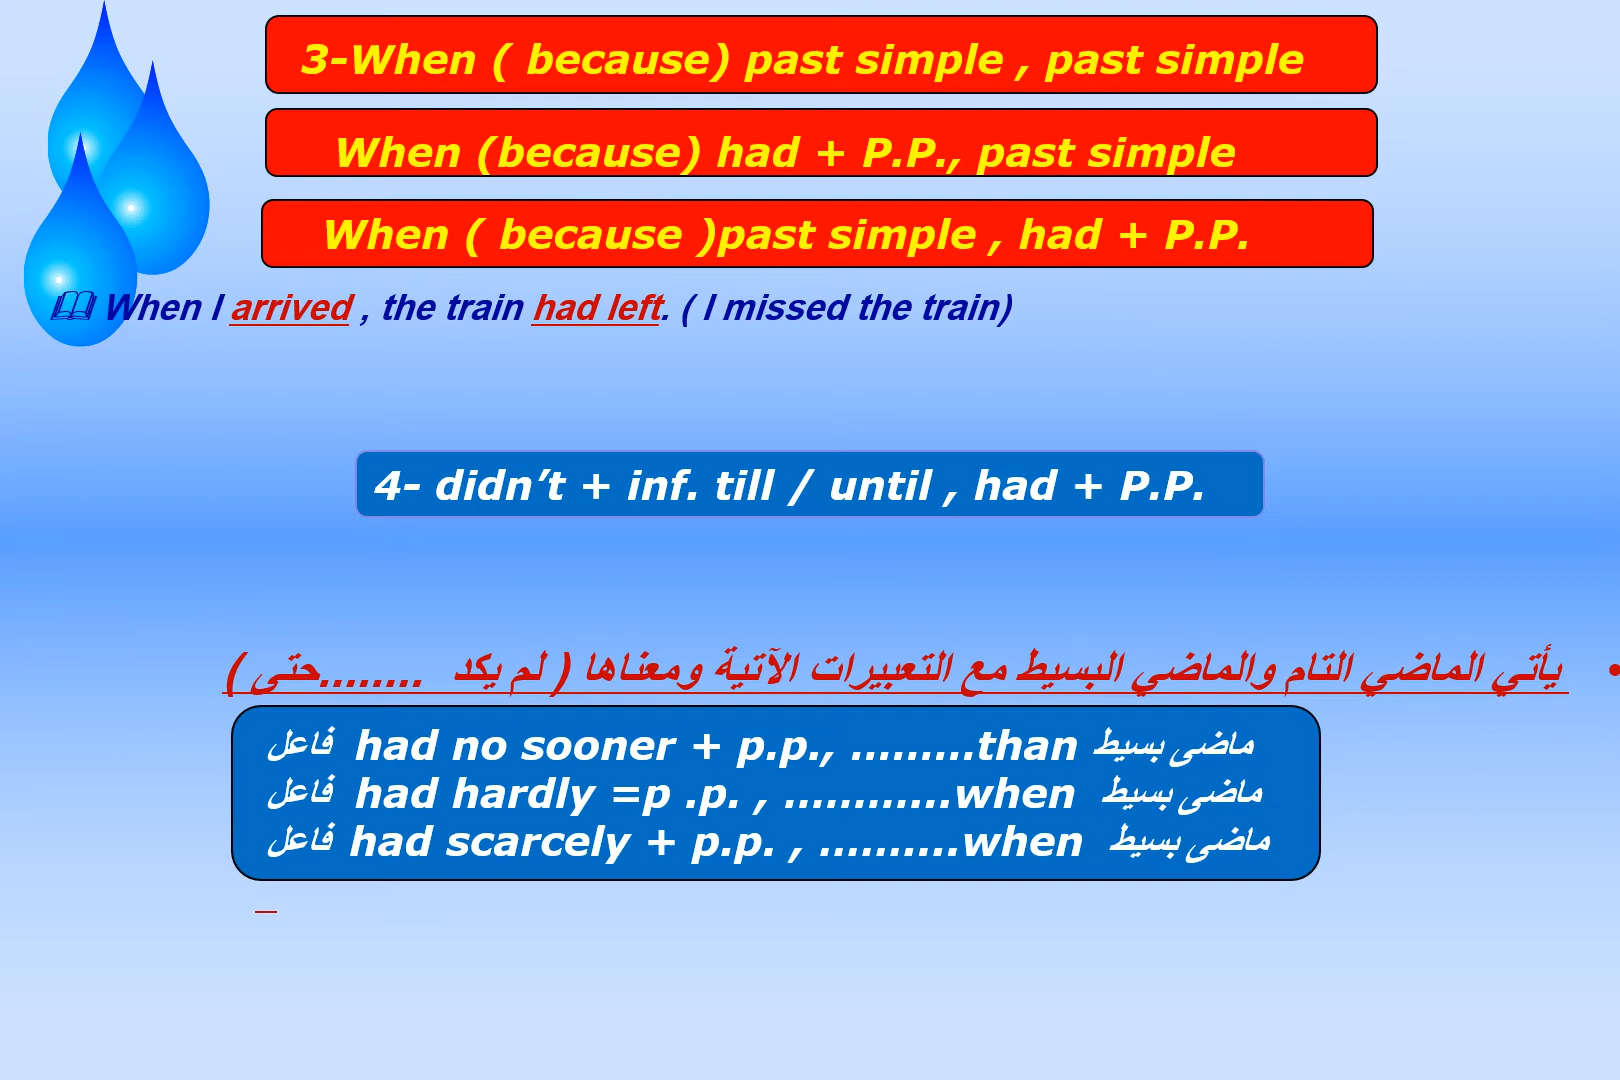 3-When ( because) past simple , past simple
When (because) had + P.P., past simple
When ( because )past simple , had + P.P.
When I arrived , the train had left. ( I missed the train)
4- didn’t + inf. till / until , had + P.P.
• يأتي الماضي التام والماضي البسيط مع التعبيرات الآتية ومعناها ( لم يكد ........حتى )
فاعل had no sooner + p.p., .........than ماضى بسيط
فاعل had hardly =p .p. , ............when ماضى بسيط
فاعل had scarcely + p.p. , ..........when ماضى بسيط